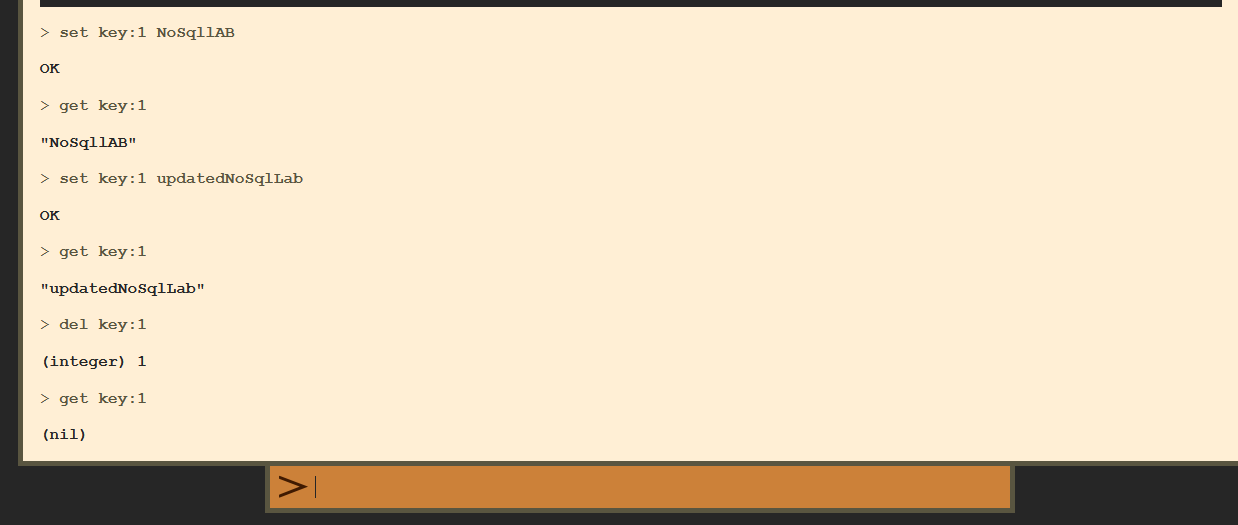 > set key:1 NoSqllAB
OK
> get key:1
"NoSqllAB"
> set key:1 updatedNoSqlLab
OK
> get key:1
"updatedNoSqlLab"
> del key:1
(integer) 1
> get key:1
(nil)
>